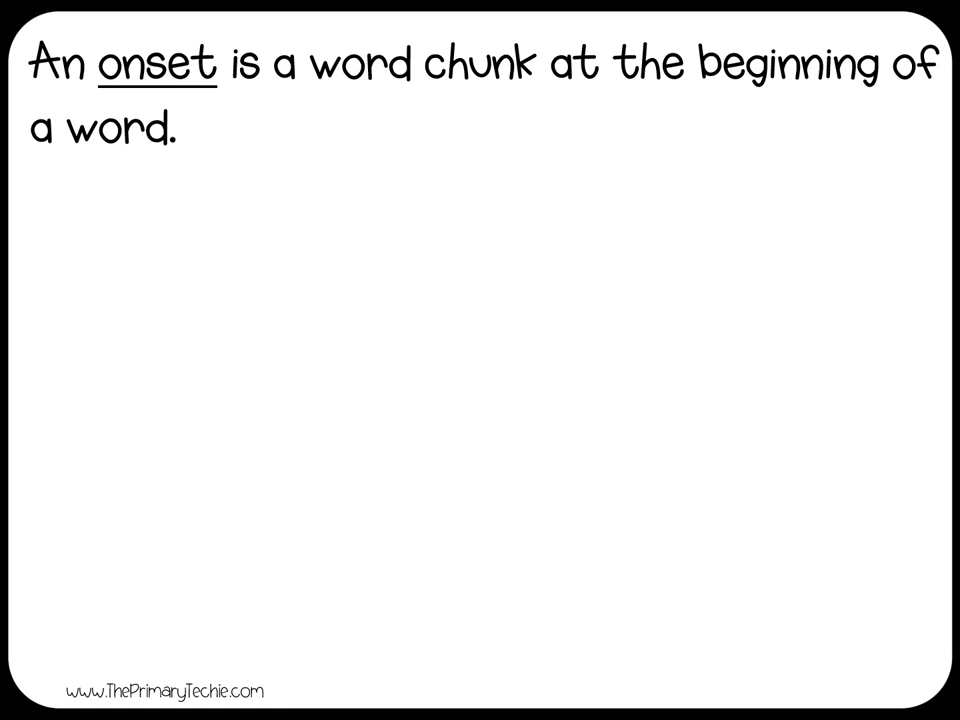 An onset is a word chunk at the beginning of
a word.
www.ThePrimaryTechie.com